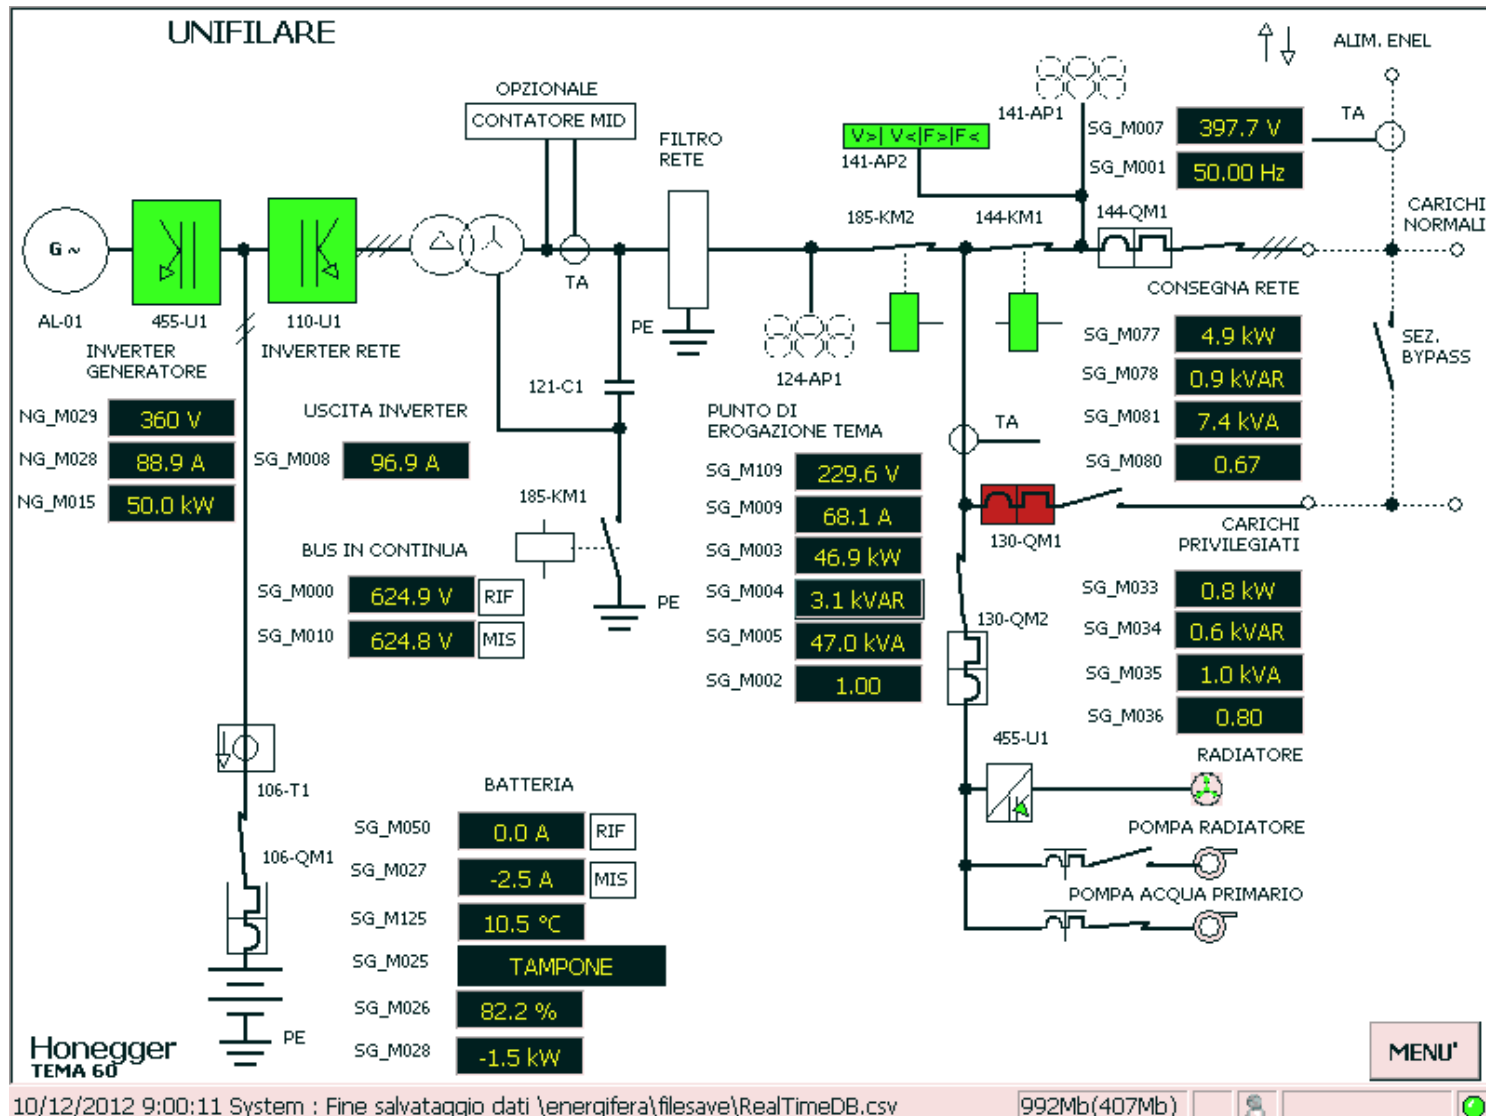 UNIFILARE
ALIM. ENEL
OPZIONALE
CONTATORE MID
141-AP1
SG_M007 397.7 V
TA
FILTRO
RETE
V>| V<|F>|F<
141-AP2
SG_M001 50.00 Hz
185-KM2
144-KM1
144-QM1
CARICHI
NORMALI
G ~
TA
AL-01
455-U1
110-U1
PE
CONSEGNA RETE
INVERTER
GENERATORE
INVERTER RETE
SG_M077 4.9 kW
SEZ.
BYPASS
124-AP1
SG_M078 0.9 kVAR
121-C1
NG_M029 360 V
USCITA INVERTER
PUNTO DI
EROGAZIONE TEMA
TA
SG_M081 7.4 kVA
NG_M028 88.9 A
SG_M008 96.9 A
SG_M109 229.6 V
SG_M080 0.67
NG_M015 50.0 kW
185-KM1
SG_M009 68.1 A
130-QM1
CARICHI
PRIVILEGIATI
BUS IN CONTINUA
SG_M003 46.9 kW
SG_M000 624.9 V RIF
PE
SG_M004 3.1 kVAR
SG_M033 0.8 kW
SG_M010 624.8 V MIS
SG_M005 47.0 kVA
130-QM2
SG_M034 0.6 kVAR
SG_M002 1.00
SG_M035 1.0 kVA
SG_M036 0.80
455-U1
RADIATORE
106-T1
BATTERIA
SG_M050 0.0 A RIF
POMPA RADIATORE
106-QM1
SG_M027 -2.5 A MIS
POMPA ACQUA PRIMARIO
SG_M125 10.5 °C
SG_M025 TAMPONE
SG_M026 82.2 %
PE
SG_M028 -1.5 kW
Honegger
TEMA 60
MENU'
10/12/2012 9:00:11 System : Fine salvataggio dati \energifera\filesave\RealTimeDB.csv
992Mb(407Mb)